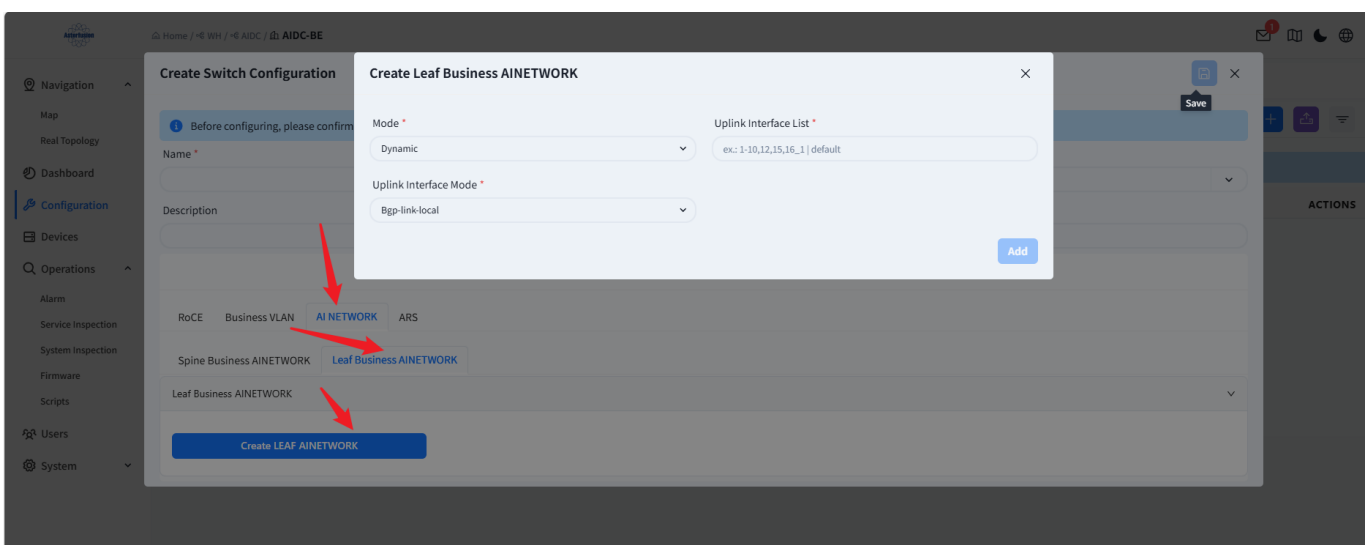 Asterfusion
Home / WH / AIDC / AIDC-BE
1
Navigation
Map
Real Topology
Dashboard
Configuration
Devices
Operations
Alarm
Service Inspection
System Inspection
Firmware
Scripts
Users
System
Create Switch Configuration
Save
Before configuring, please confirm
Name *
Description
ACTIONS
Create Leaf Business AINETWORK
Mode *
Dynamic
Uplink Interface List *
ex.: 1-10,12,15,16_1 | default
Uplink Interface Mode *
Bgp-link-local
Add
RoCE Business VLAN AI NETWORK ARS
Spine Business AINETWORK Leaf Business AINETWORK
Leaf Business AINETWORK
Create LEAF AINETWORK